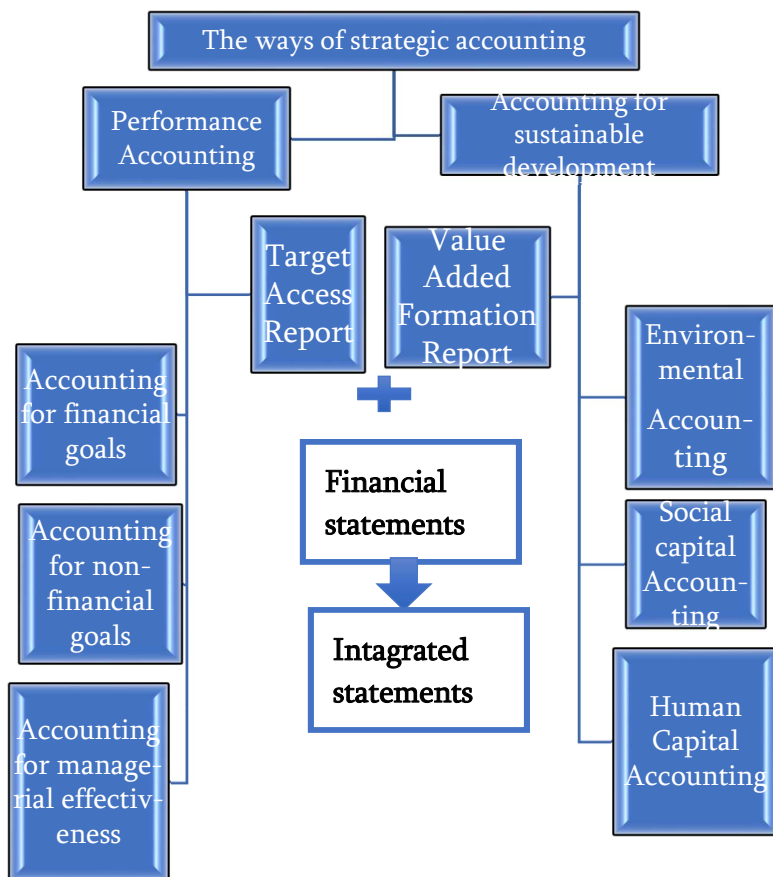 The ways of strategic accounting
Performance
Accounting
Accounting for
sustainable
development
Target
Access
Report
Value
Added
Formation
Report
Accounting
for financial
goals
Environ-
mental
Accoun-
ting
Financial
statements
Accounting
for non-
financial
goals
Social
capital
Accoun-
ting
Intagrated
statements
Accounting
for manage-
rial effectiv-
eness
Human
Capital
Accounting